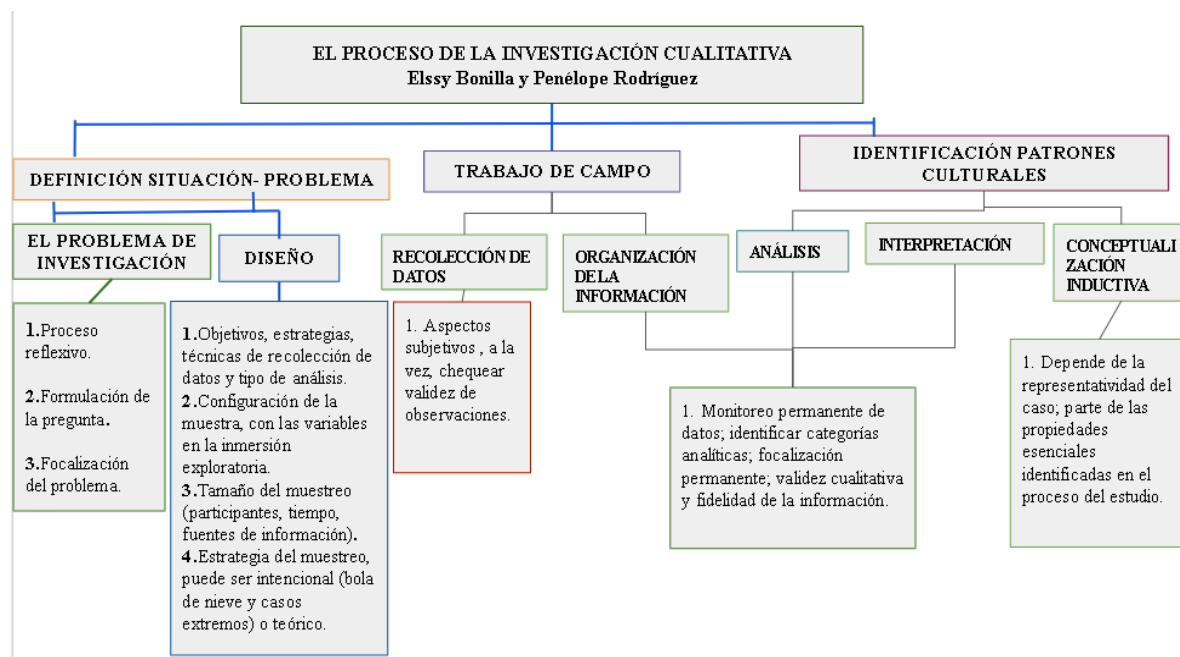 EL PROCESO DE LA INVESTIGACIÓN CUALITATIVA
Elssy Bonilla y Penélope Rodríguez
DEFINICIÓN SITUACIÓN- PROBLEMA
TRABAJO DE CAMPO
IDENTIFICACIÓN PATRONES
CULTURALES
EL PROBLEMA DE
INVESTIGACIÓN
DISEÑO
RECOLECCIÓN DE
DATOS
ORGANIZACIÓN
DE LA
INFORMACIÓN
ANÁLISIS
INTERPRETACIÓN
CONCEPTUALI
ZACIÓN
INDUCTIVA
1.Proceso
reflexivo.
2.Formulación de
la pregunta.
3.Focalización
del problema.
1.Objetivos, estrategias,
técnicas de recolección de
datos y tipo de análisis.
2.Configuración de la
muestra, con las variables
en la inmersión
exploratoria.
3.Tamaño del muestreo
(participantes, tiempo,
fuentes de información).
4.Estrategia del muestreo,
puede ser intencional (bola
de nieve y casos
extremos) o teórico.
1. Aspectos
subjetivos , a la
vez, chequear
validez de
observaciones.
1. Monitoreo permanente de
datos; identificar categorías
analíticas; focalización
permanente; validez cualitativa
y fidelidad de la información.
1. Depende de la
representatividad del
caso; parte de las
propiedades
esenciales
identificadas en el
proceso del estudio.